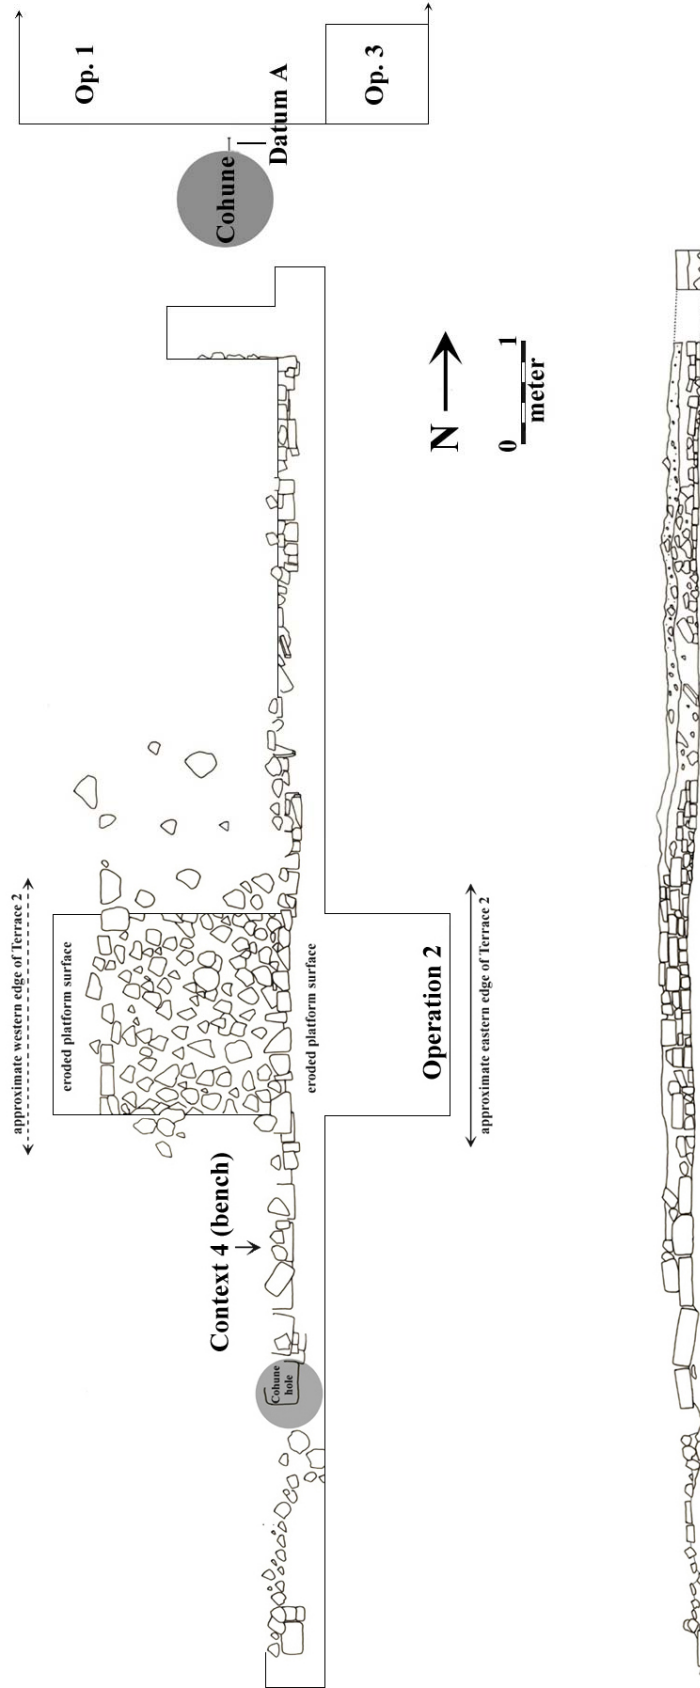 Op. 1
Datum A
Op. 3
Cohune
N
0 1
meter
approximate western edge of Terrace 2
eroded platform surface
eroded platform surface
Operation 2
approximate eastern edge of Terrace 2
Context 4 (bench)
Cohune
hole